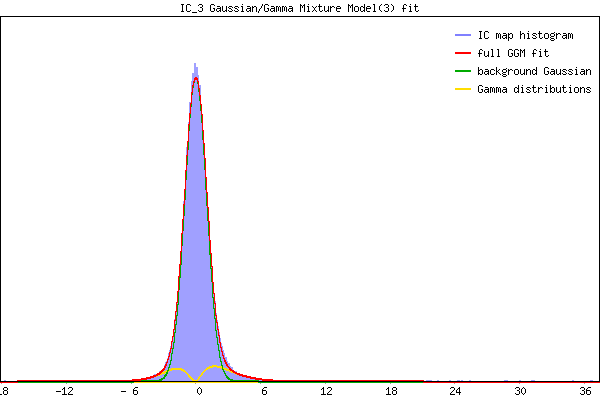 IC_3 Gaussian/Gamma Mixture Model(3) fit
IC map histogram
full GGM fit
background Gaussian
Gamma distributions
18 -12 -6 0 6 12 18 24 30 36